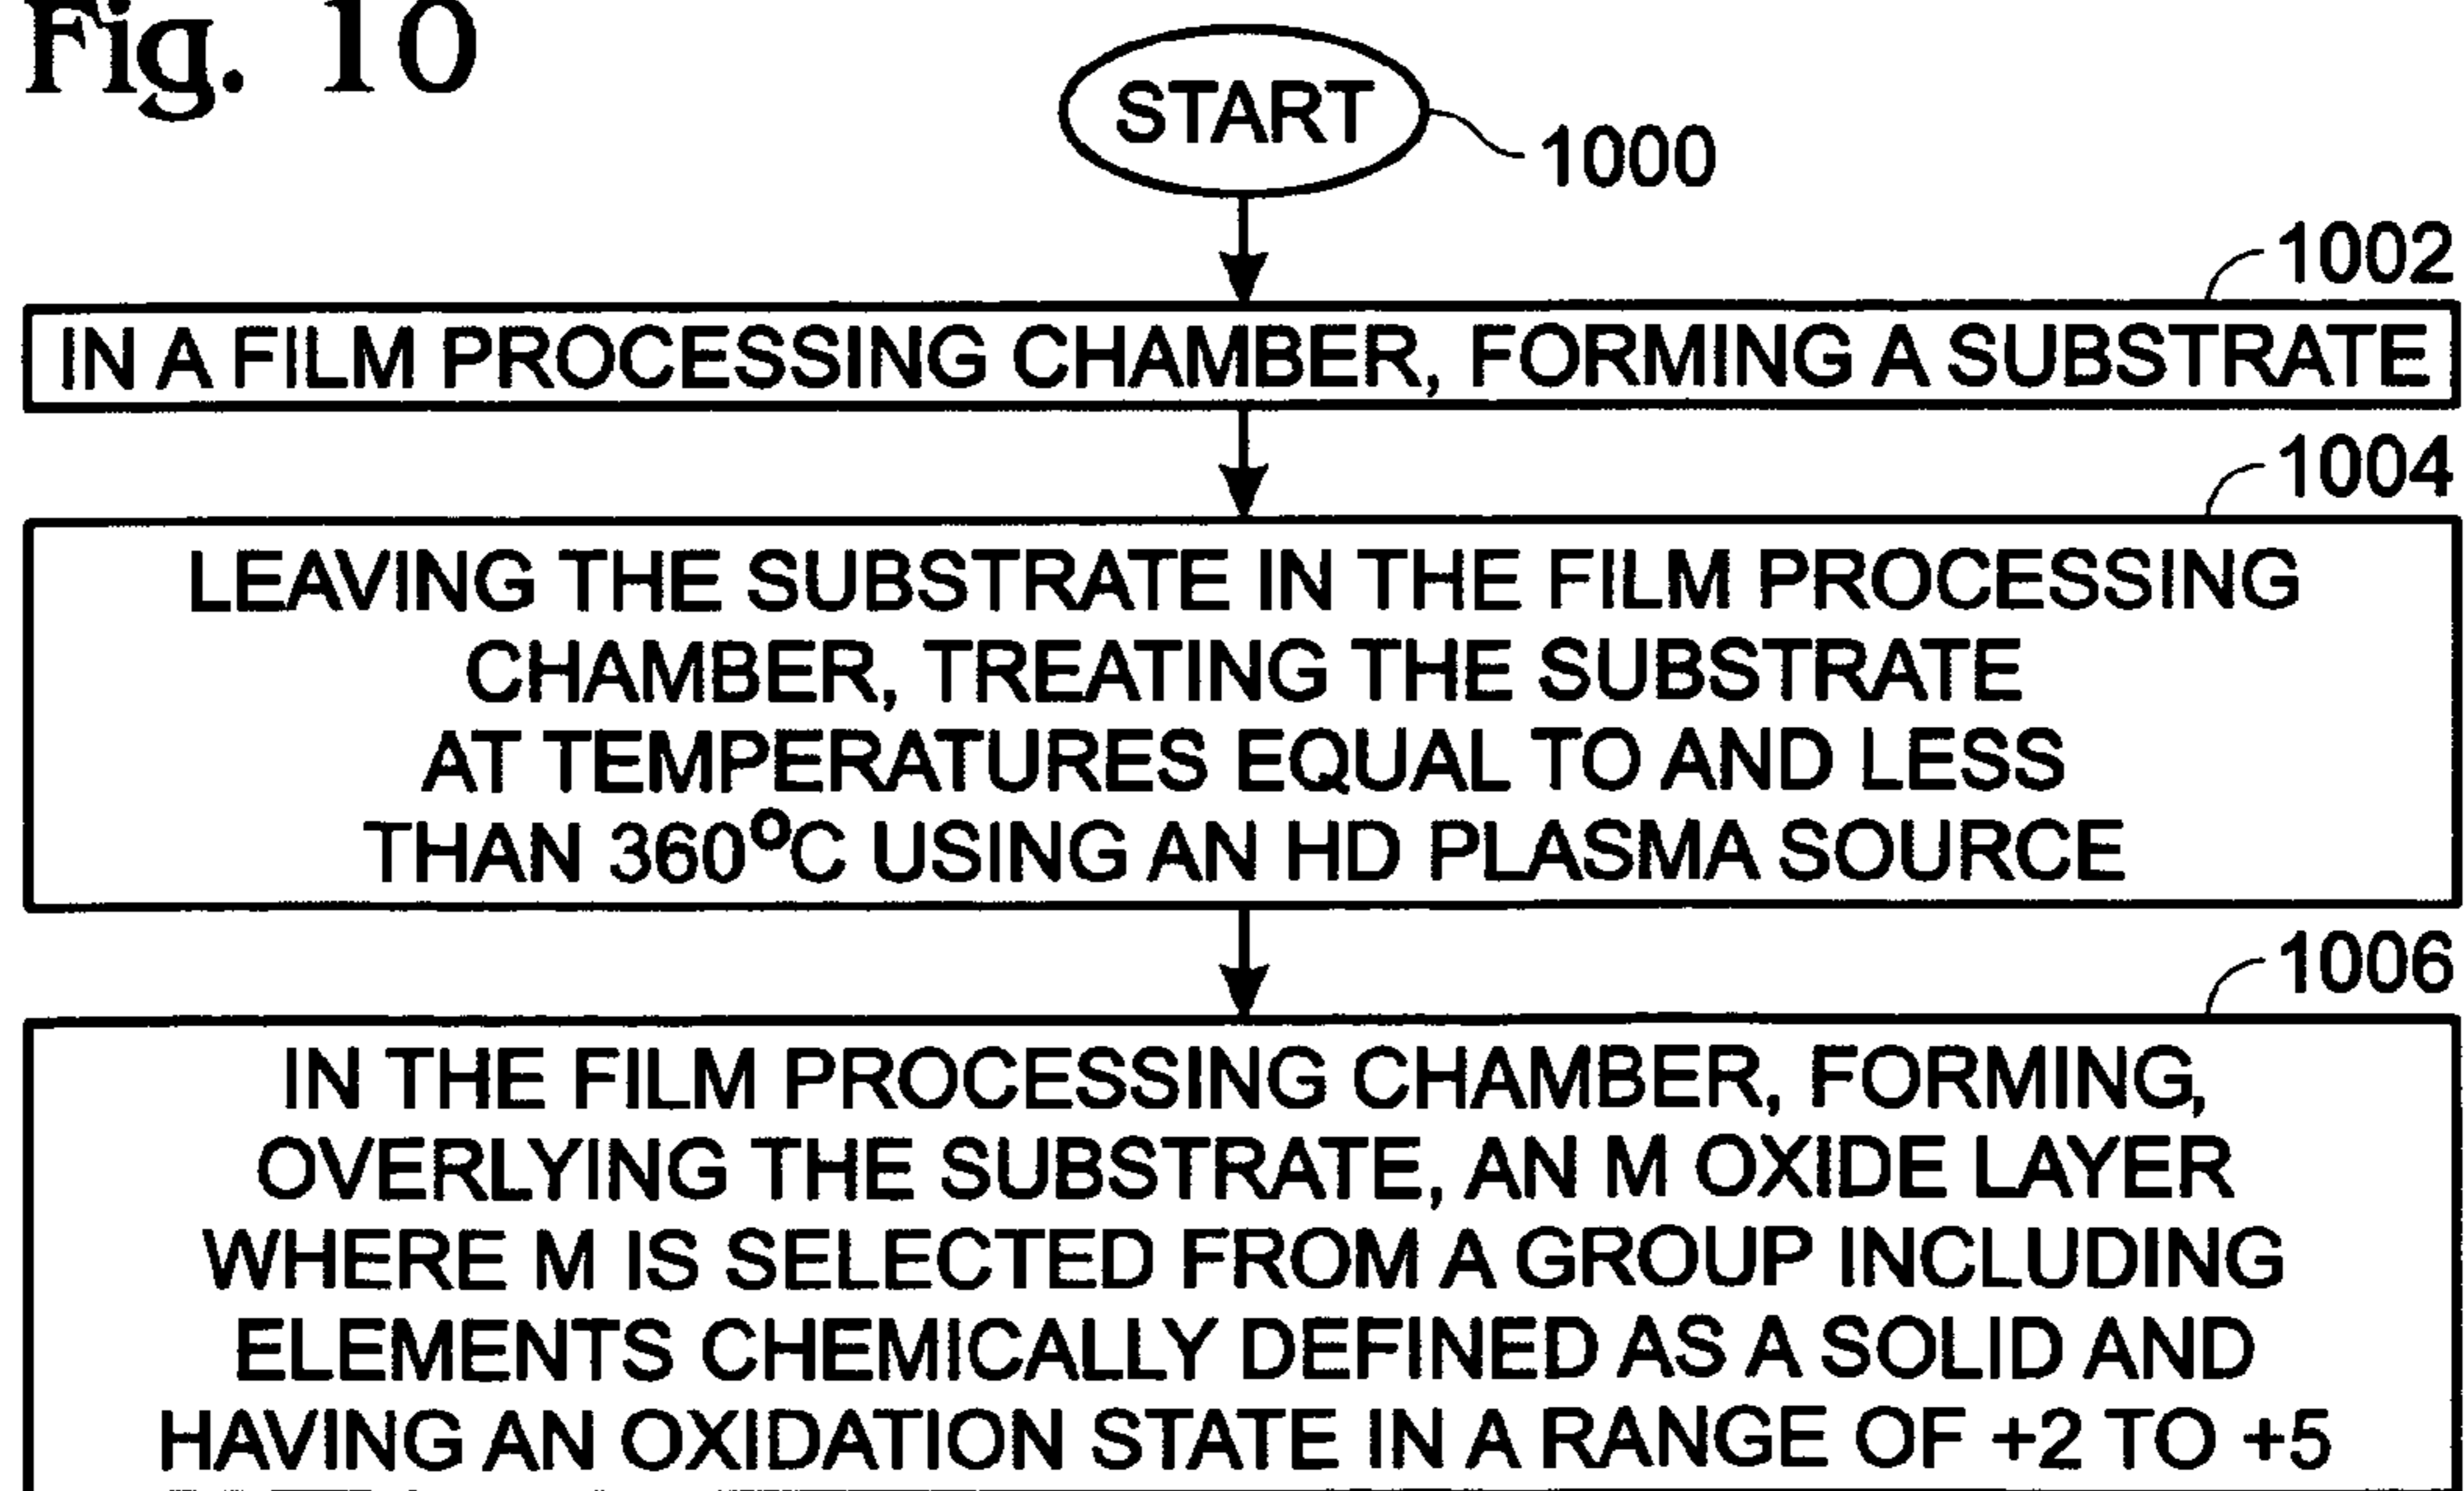 Fig. 10
START
1000
1002
IN A FILM PROCESSING CHAMBER, FORMING A SUBSTRATE
1004
LEAVING THE SUBSTRATE IN THE FILM PROCESSING
CHAMBER, TREATING THE SUBSTRATE
AT TEMPERATURES EQUAL TO AND LESS
THAN 360°C USING AN HD PLASMA SOURCE
1006
IN THE FILM PROCESSING CHAMBER, FORMING,
OVERLYING THE SUBSTRATE, AN M OXIDE LAYER
WHERE M IS SELECTED FROM A GROUP INCLUDING
ELEMENTS CHEMICALLY DEFINED AS A SOLID AND
HAVING AN OXIDATION STATE IN A RANGE OF +2 TO +5